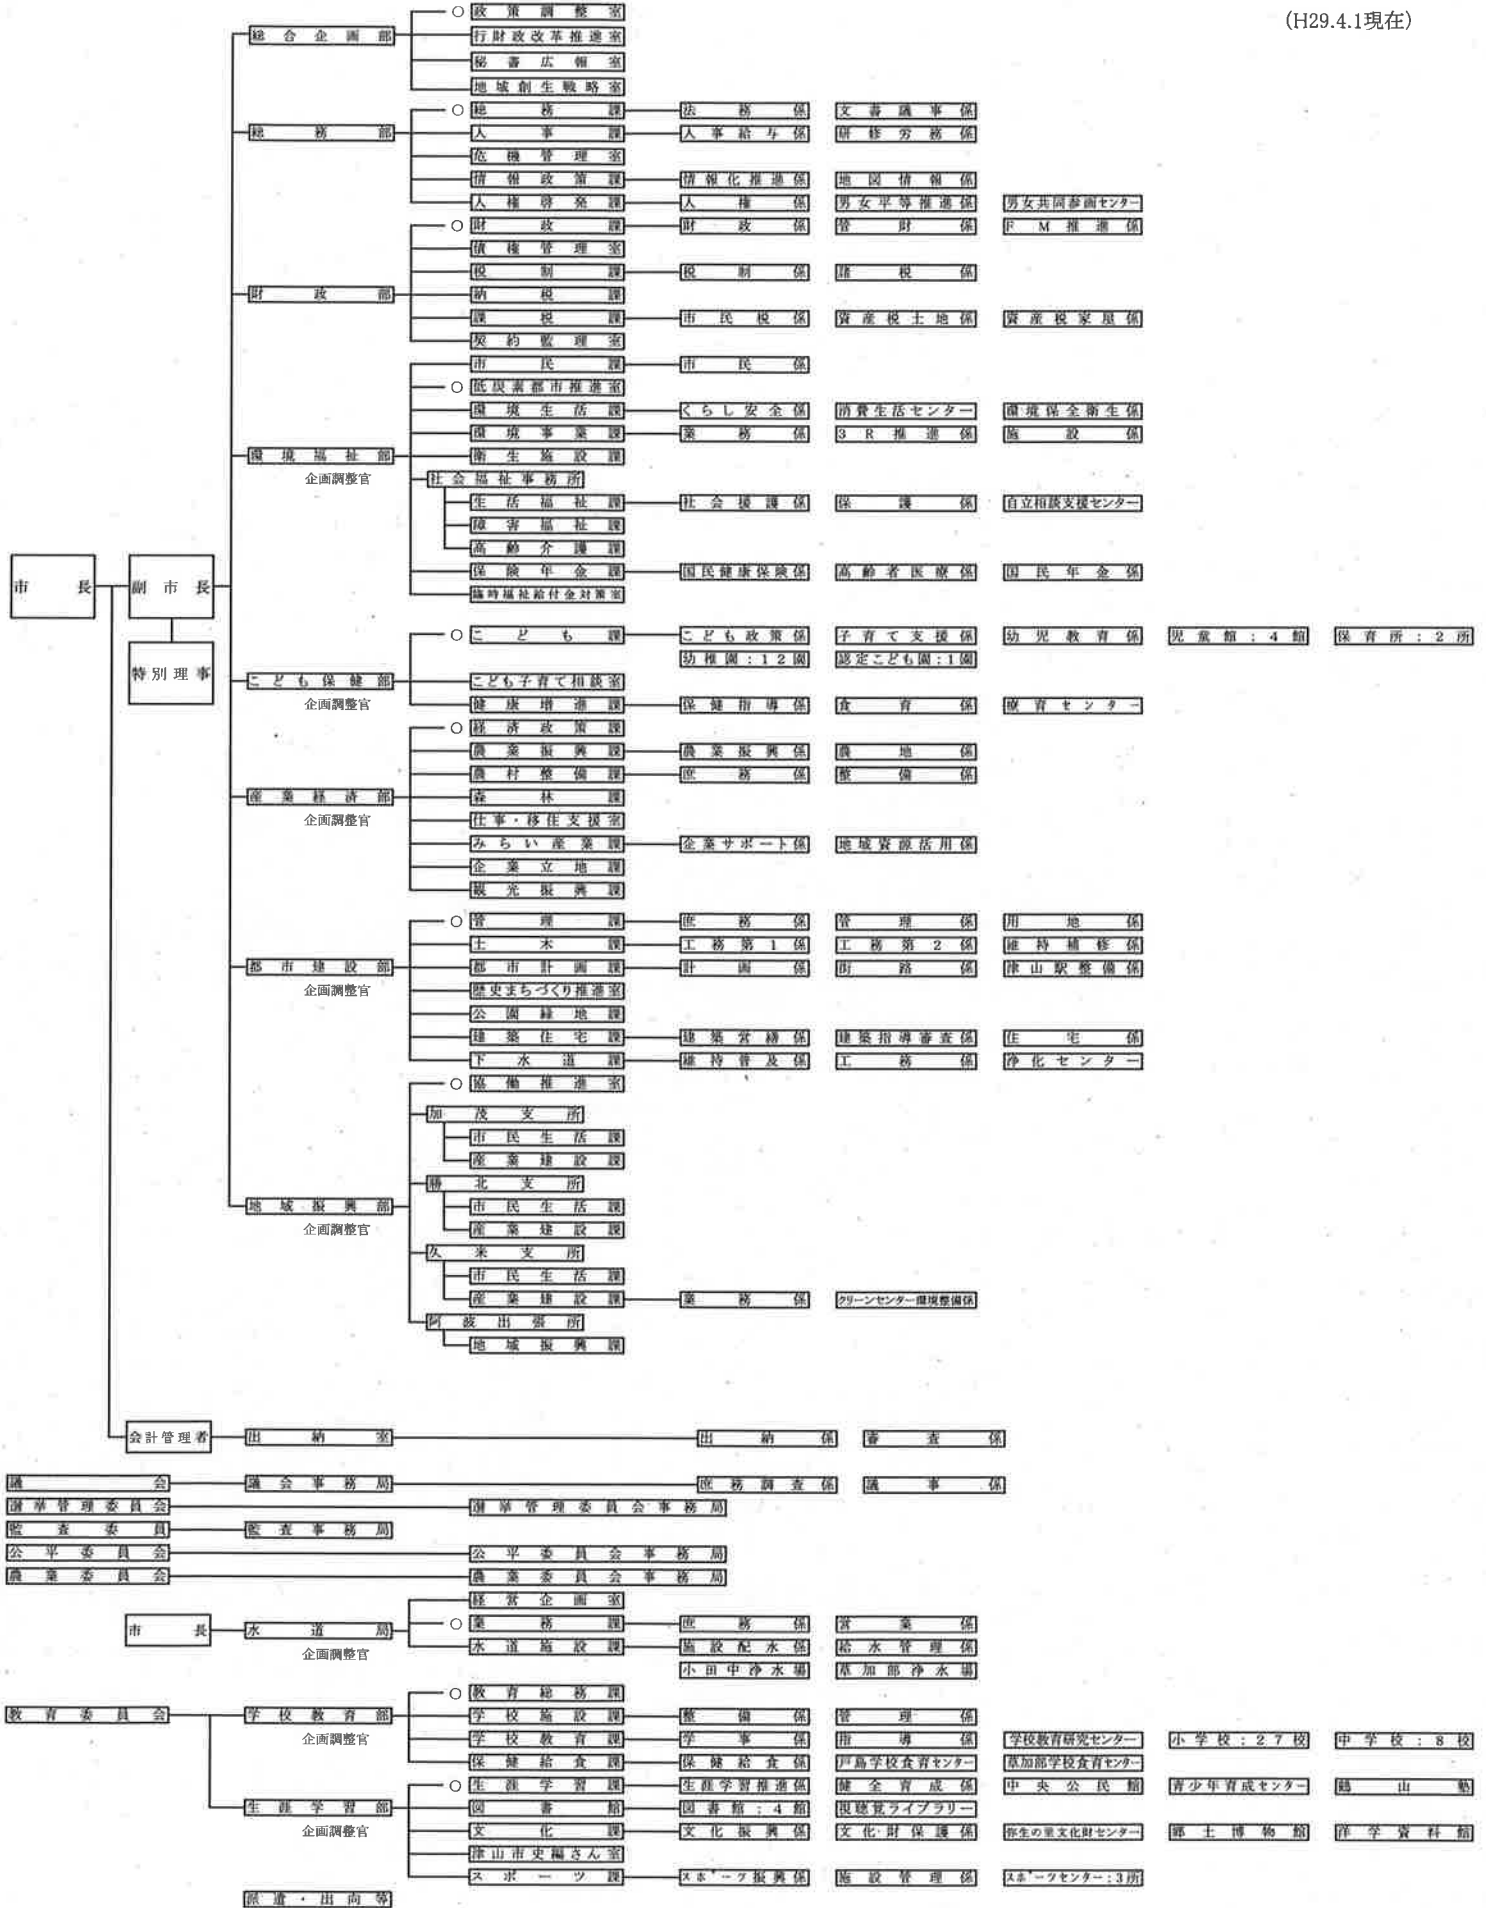 (H29.4.1現在)
○ 政策調整室
総合企画部 行財政改革推進室
秘書広報室
地域創生戦略室
○ 総務課 法務係 文書議事係
総務部 人事課 人事給与係 研修労務係
危機管理室
情報政策課 情報化推進係 地図情報係
人権啓発課 人権係 男女平等推進係 男女共同参画センター
○ 財政課 財政係 管財係 FM推進係
債権管理室
税制課 税制係 諸税係
財政部 納税課
課税課 市民税係 資産税土地係 資産税家屋係
契約監理室
市民課 市民係
○ 低炭素都市推進室
環境生活課 くらし安全係 消費生活センター 環境保全衛生係
環境事業課 業務係 3R推進係 施設係
環境福祉部 衛生施設課
企画調整官 社会福祉事務所
生活福祉課 社会援護係 保護係 自立相談支援センター
障害福祉課
高齢介護課
保険年金課 国民健康保険係 高齢者医療係 国民年金係
市長 副市長
臨時福祉給付金対策室
○ こども課 こども政策係 子育て支援係 幼児教育係 児童館:4館 保育所:2所
幼稚園:12園 認定こども園:1園
特別理事
こども保健部 こども子育て相談室
企画調整官 健康増進課 保健指導係 食育係 療育センター
○ 経済政策課
農業振興課 農業振興係 農地係
農村整備課 庶務係 整備係
産業経済部 森林課
企画調整官 仕事・移住支援室
みらい産業課 企業サポート係 地域資源活用係
企業立地課
観光振興課
○ 管理課 庶務係 管理係 用地係
土木課 工務第1係 工務第2係 維持補修係
都市建設部 都市計画課 計画係 街路係 津山駅整備係
企画調整官 歴史まちづくり推進室
公園緑地課
建築住宅課 建築営繕係 建築指導審査係 住宅係
下水道課 維持普及係 工務係 浄化センター
○ 協働推進室
加茂支所
市民生活課
産業建設課
勝北支所
地域振興部 市民生活課
企画調整官 産業建設課
久米支所
市民生活課
産業建設課 業務係 クリーンセンター環境整備係
阿波出張所
地域振興課
会計管理者 出納室 出納係 審査係
議会 議会事務局 庶務調査係 議事係
選挙管理委員会 選挙管理委員会事務局
監査委員 監査事務局
公平委員会 公平委員会事務局
農業委員会 農業委員会事務局
経営企画室
市長 水道局 ○ 業務課 庶務係 営業係
企画調整官 水道施設課 施設配水係 給水管理係
小田中浄水場 草加部浄水場
○ 教育総務課
教育委員会 学校教育部 学校施設課 整備係 管理係
企画調整官 学校教育課 学事係 指導係 学校教育研究センター 小学校:27校 中学校:8校
保健給食課 保健給食係 戸島学校食育センター 草加部学校食育センター
○ 生涯学習課 生涯学習推進係 健全育成係 中央公民館 青少年育成センター 鶴山塾
生涯学習部 図書館 図書館:4館 視聴覚ライブラリー
企画調整官 文化課 文化振興係 文化財保護係 弥生の里文化財センター 郷土博物館 洋学資料館
津山市史編さん室
スポーツ課 スポーツ振興係 施設管理係 スポーツセンター:3所
派遣・出向等